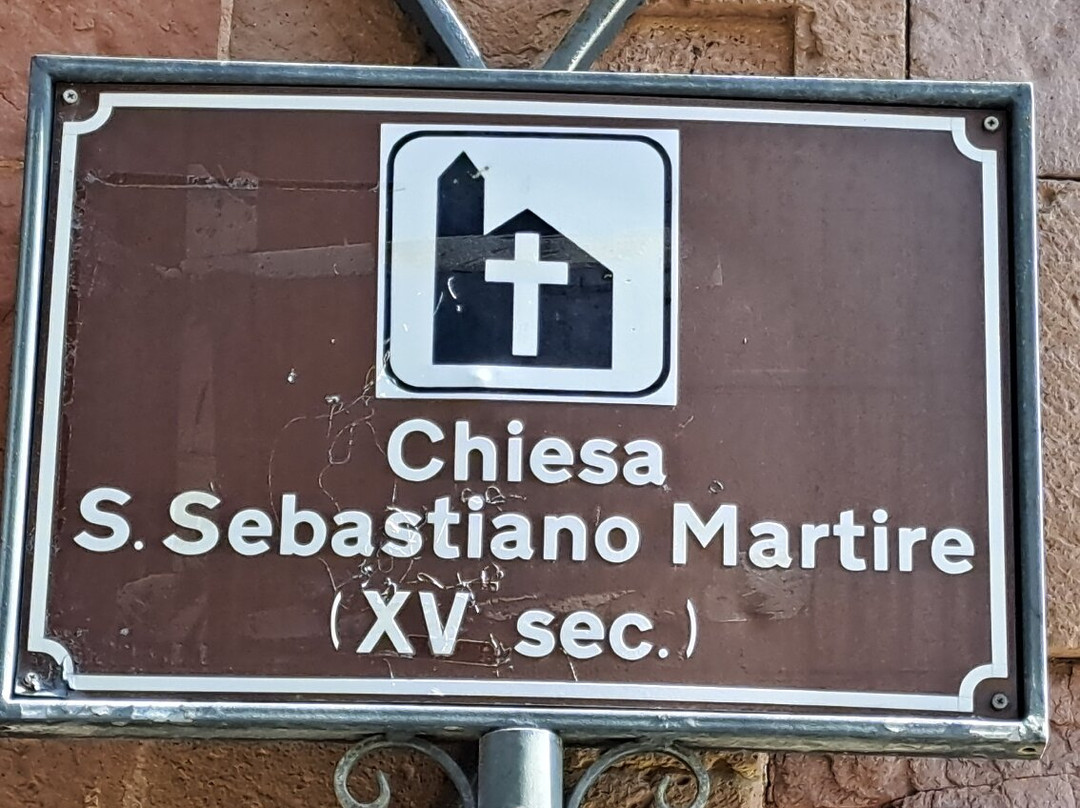 Chiesa
S. Sebastiano Martire
(XV sec.)